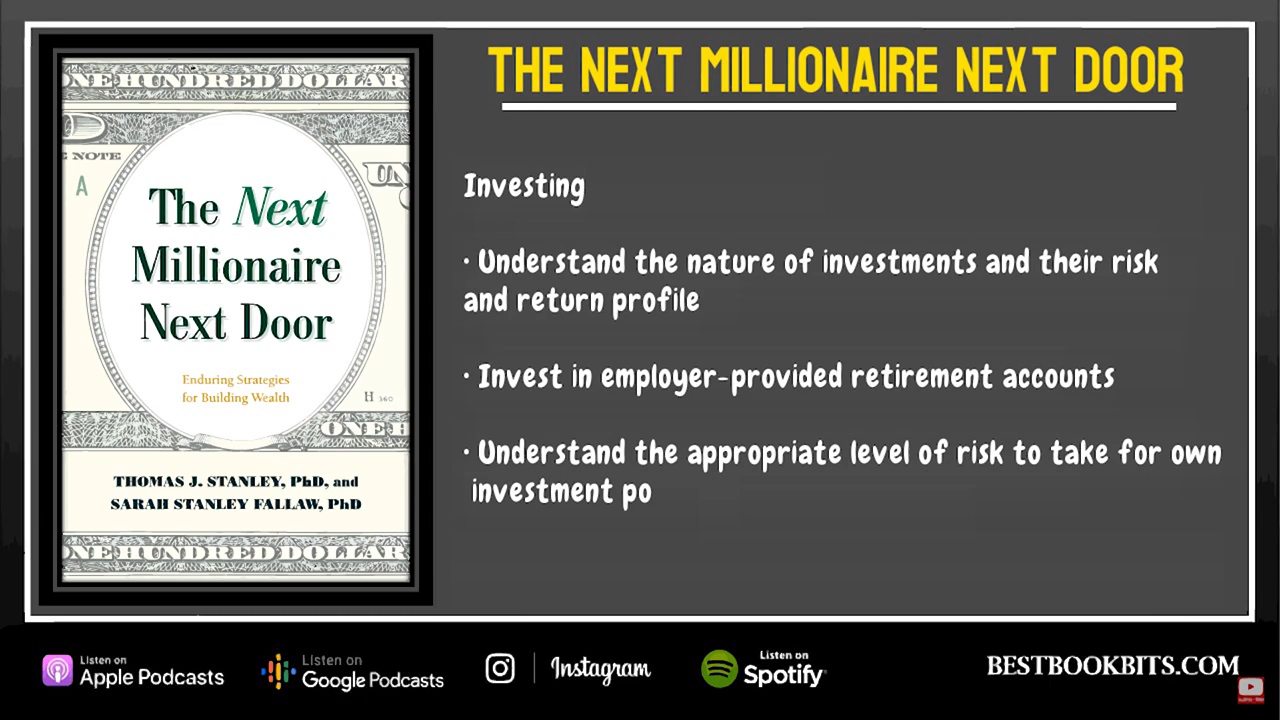 THE NEXT MILLIONAIRE NEXT DOOR
ONE HUNDRED DOLLAR
E NOTE
A
UN
The Next
Millionaire
Next Door
Enduring Strategies
for Building Wealth
H 360
ONE H
THOMAS J. STANLEY, PhD, and
SARAH STANLEY FALLAW, PhD
ONE HUNDRED DOLLAR
Investing
· Understand the nature of investments and their risk
and return profile
· Invest in employer-provided retirement accounts
· Understand the appropriate level of risk to take for own
investment po
Listen on
Apple Podcasts
Listen on
Google Podcasts
Instagram
Listen on
Spotify
BESTBOOKBITS.COM